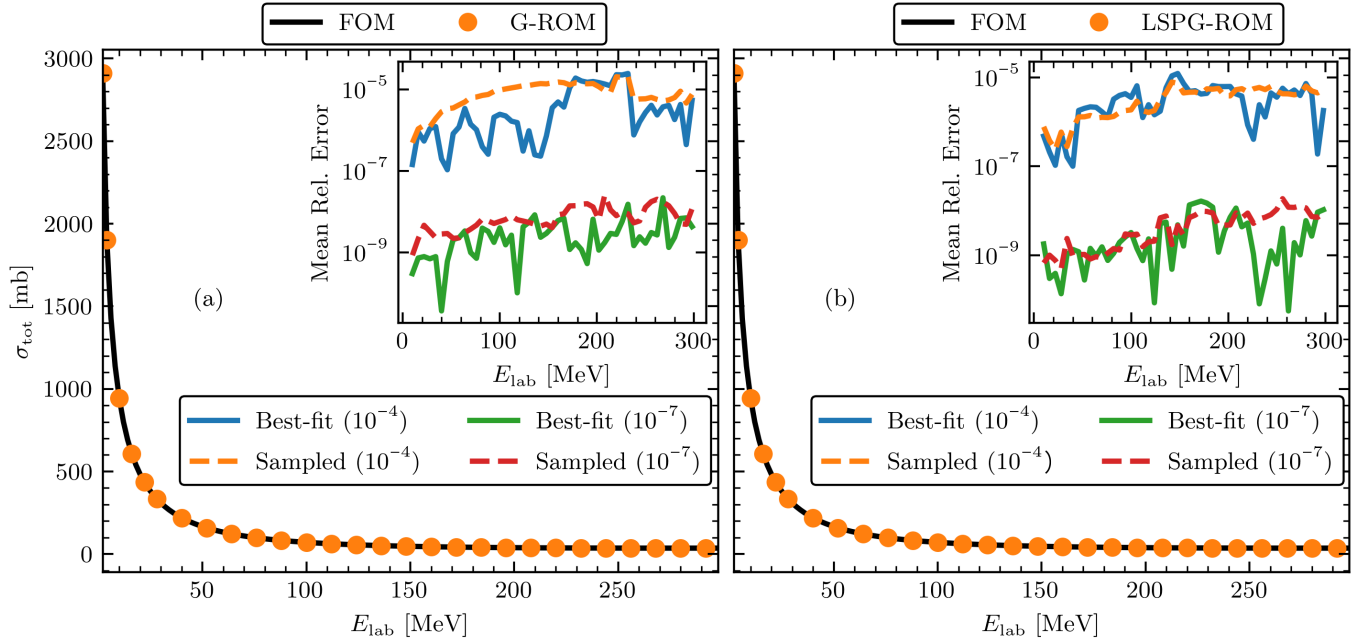 FOM G-ROM
FOM LSPG-ROM
3000
2500
2000
1500
1000
500
0
σtot [mb]
50 100 150 200 250
Elab [MeV]
(a)
10⁻⁵
10⁻⁷
10⁻⁹
Mean Rel. Error
0 100 200 300
Elab [MeV]
Best-fit (10⁻⁴) Best-fit (10⁻⁷)
Sampled (10⁻⁴) Sampled (10⁻⁷)
50 100 150 200 250
Elab [MeV]
(b)
10⁻⁵
10⁻⁷
10⁻⁹
Mean Rel. Error
0 100 200 300
Elab [MeV]
Best-fit (10⁻⁴) Best-fit (10⁻⁷)
Sampled (10⁻⁴) Sampled (10⁻⁷)